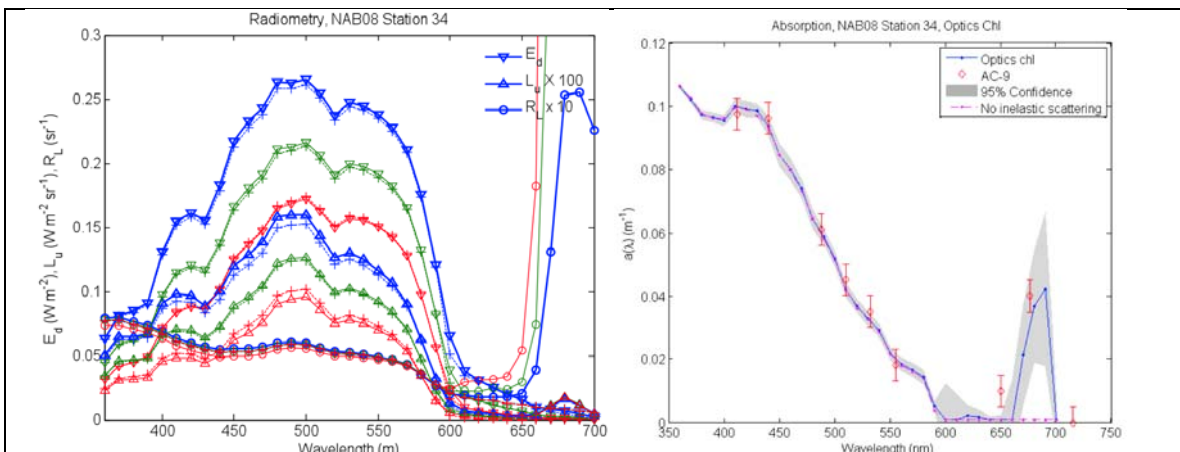 Radiometry, NAB08 Station 34
0.3
0.25
0.2
0.15
0.1
0.05
0
400
450
500
550
600
650
700
Wavelength (m)
E_d (W m⁻²), L_u (W m⁻² sr⁻¹), R_L (sr⁻¹)
E_d
L_u X 100
R_L x 10
Absorption, NAB08 Station 34, Optics Chl
0.12
0.1
0.08
0.06
0.04
0.02
0
350
400
450
500
550
600
650
700
750
Wavelength (nm)
a(λ) (m⁻¹)
Optics chl
AC-9
95% Confidence
No inelastic scattering